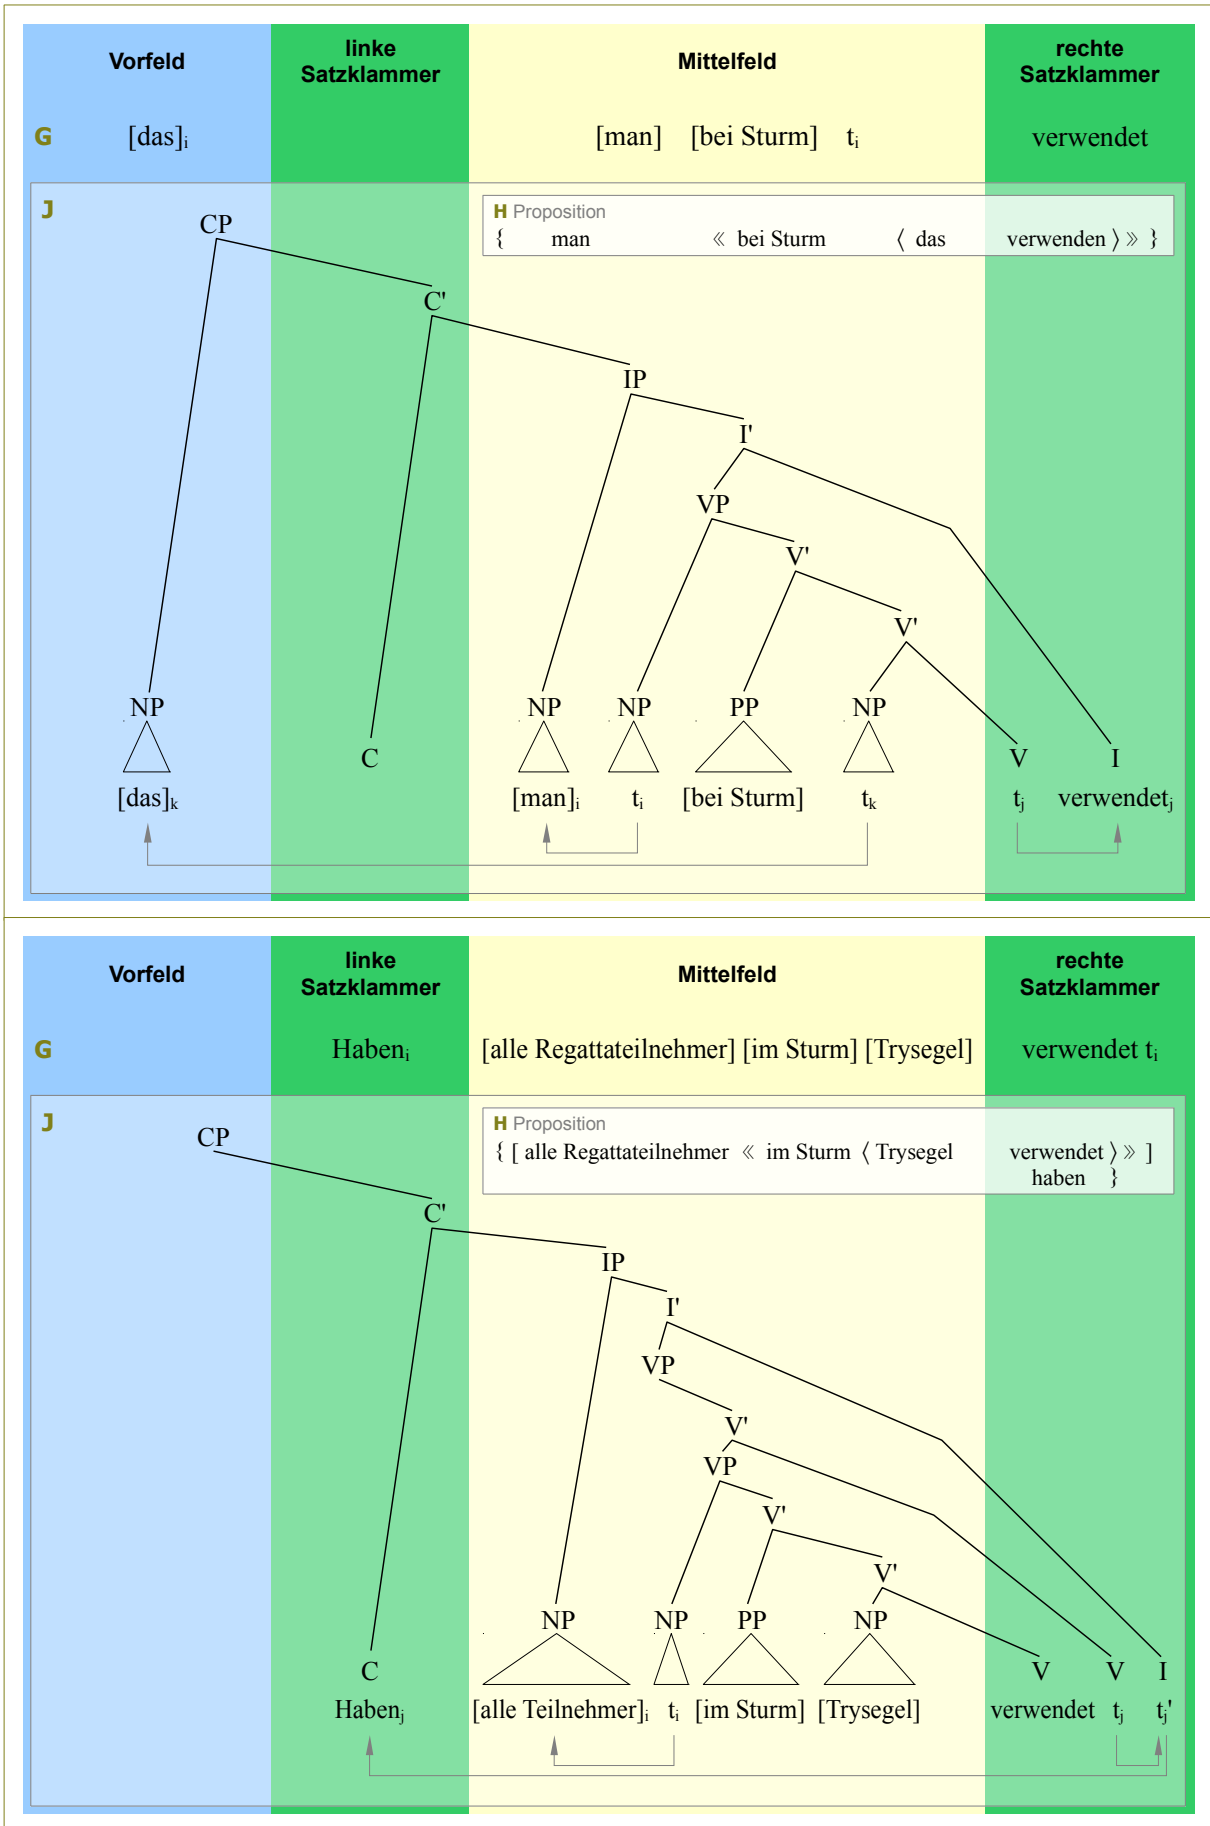 Vorfeld linke Satzklammer Mittelfeld rechte Satzklammer
G [das]i [man] [bei Sturm] ti verwendet
J H Proposition
{ man « bei Sturm ⟨ das verwenden ⟩ » }
CP
C'
IP
I'
VP
V'
V'
NP NP NP PP NP
C V I
[das]k [man]i ti [bei Sturm] tk tj verwendetj
Vorfeld linke Satzklammer Mittelfeld rechte Satzklammer
G Habeni [alle Regattateilnehmer] [im Sturm] [Trysegel] verwendet ti
J H Proposition
{ [ alle Regattateilnehmer « im Sturm ⟨ Trysegel verwendet ⟩ » ]
haben }
CP
C'
IP
I'
VP
V'
VP
V'
V'
NP NP PP NP
C V V I
Habenj [alle Teilnehmer]i ti [im Sturm] [Trysegel] verwendet tj tj'